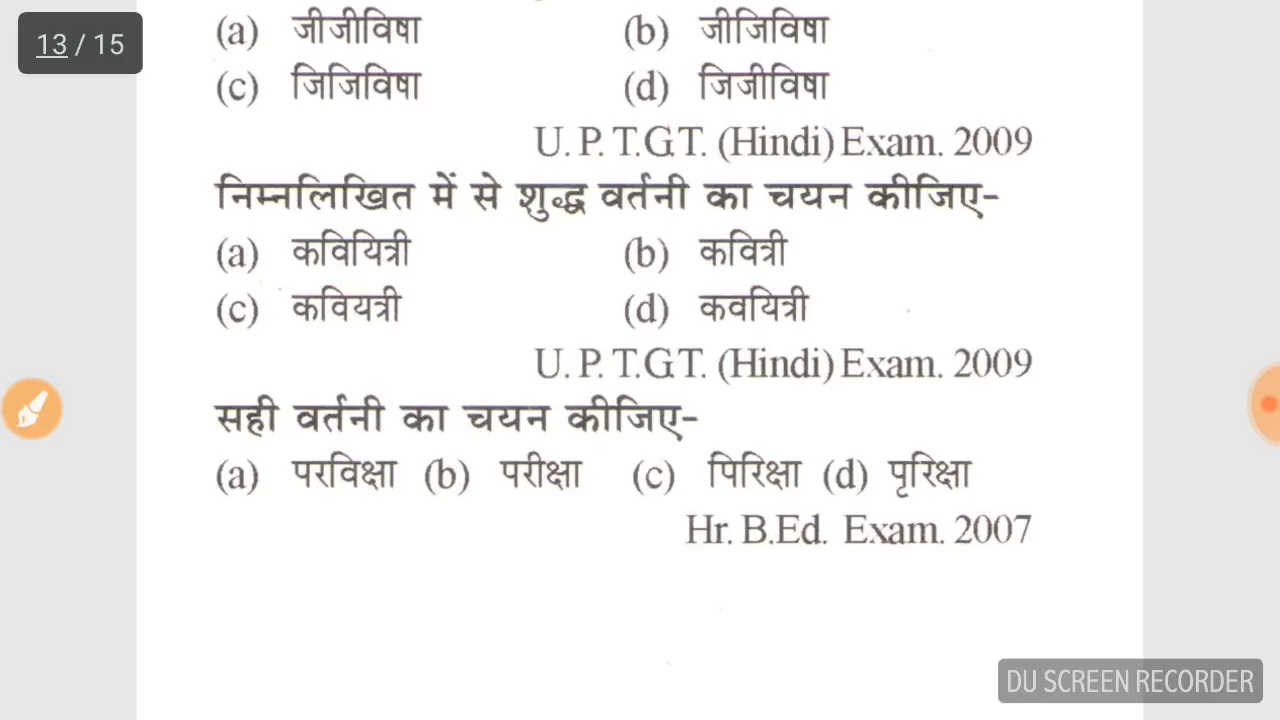 13 / 15
(a) जीजीविषा (b) जीजिविषा
(c) जिजिविषा (d) जिजीविषा
U. P. T.G.T. (Hindi) Exam. 2009
निम्नलिखित में से शुद्ध वर्तनी का चयन कीजिए-
(a) कवियित्री (b) कवित्री
(c) कवियत्री (d) कवयित्री
U. P. T.G.T. (Hindi) Exam. 2009
सही वर्तनी का चयन कीजिए-
(a) परविक्षा (b) परीक्षा (c) पिरिक्षा (d) पृरिक्षा
Hr. B.Ed. Exam. 2007
DU SCREEN RECORDER